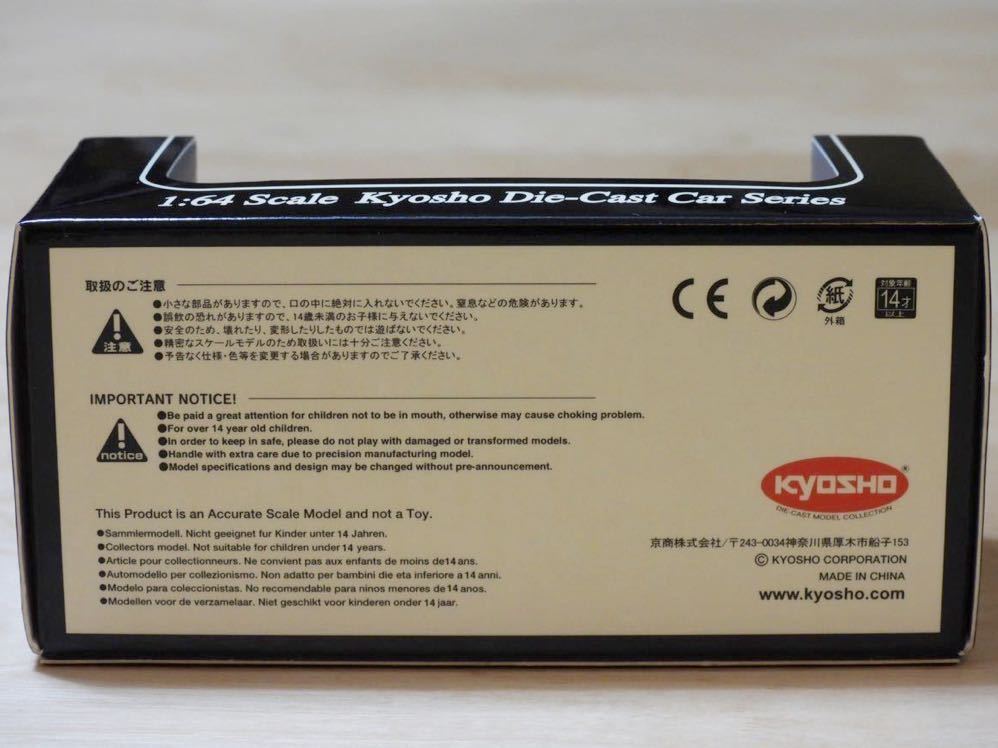 1:64 Scale Kyosho Die-Cast Car Series
取扱のご注意
注意
●小さな部品がありますので、口の中に絶対に入れないでください。窒息などの危険があります。
●誤飲の恐れがありますので、14歳未満のお子様に与えないでください。
●安全のため、壊れたり、変形したりしたものでは遊ばないでください。
●精密なスケールモデルのため取扱いには十分ご注意ください。
●予告なく仕様・色等を変更する場合がありますのでご了承ください。
CE
紙
外箱
対象年齢
14才
以上
IMPORTANT NOTICE!
notice
●Be paid a great attention for children not to be in mouth, otherwise may cause choking problem.
●For over 14 year old children.
●In order to keep in safe, please do not play with damaged or transformed models.
●Handle with extra care due to precision manufacturing model.
●Model specifications and design may be changed without pre-announcement.
This Product is an Accurate Scale Model and not a Toy.
●Sammlermodell. Nicht geeignet fur Kinder unter 14 Jahren.
●Collectors model. Not suitable for children under 14 years.
●Article pour collectionneurs. Ne convient pas aux enfants de moins de14ans.
●Automodello per collezionismo. Non adatto per bambini die eta inferiore a 14 anni.
●Modelo para coleccionistas. No recomendado para ninos menores de 14 anos.
●Modellen voor de verzamelaar. Niet geschikt voor kinderen onder 14 jaar.
KYOSHO®
DIE-CAST MODEL COLLECTION
京商株式会社/〒243-0034神奈川県厚木市船子153
© KYOSHO CORPORATION
MADE IN CHINA
www.kyosho.com